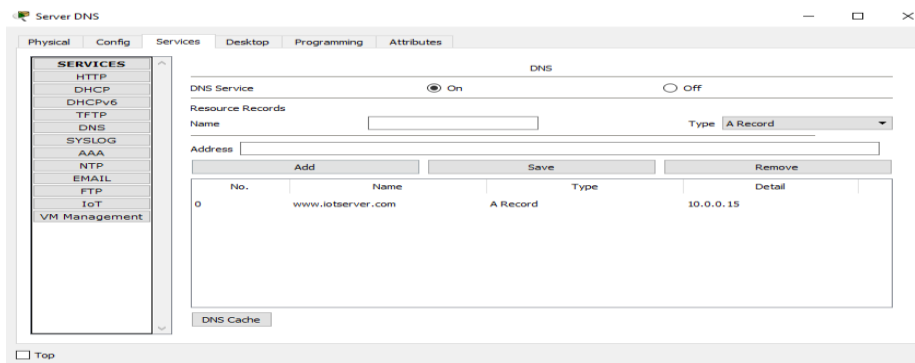 Server DNS
Physical Config Services Desktop Programming Attributes
SERVICES
HTTP
DHCP
DHCPv6
TFTP
DNS
SYSLOG
AAA
NTP
EMAIL
FTP
IoT
VM Management
DNS
DNS Service On Off
Resource Records
Name Type A Record
Address
Add Save Remove
No. Name Type Detail
0 www.iotserver.com A Record 10.0.0.15
DNS Cache
Top